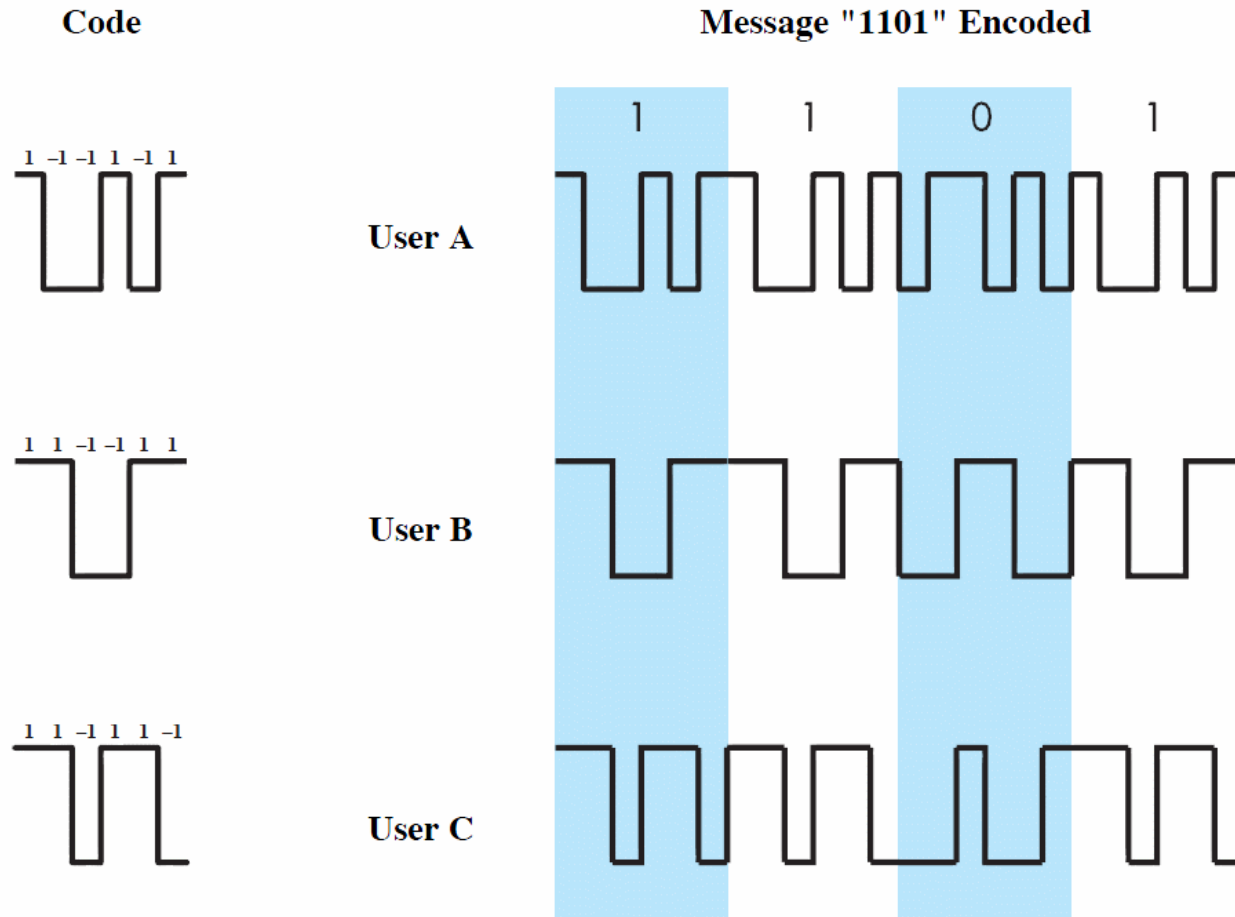 Code
Message "1101" Encoded
1 1 0 1
1 –1 –1 1 –1 1
User A
1 1 –1 –1 1 1
User B
1 1 –1 1 1 –1
User C